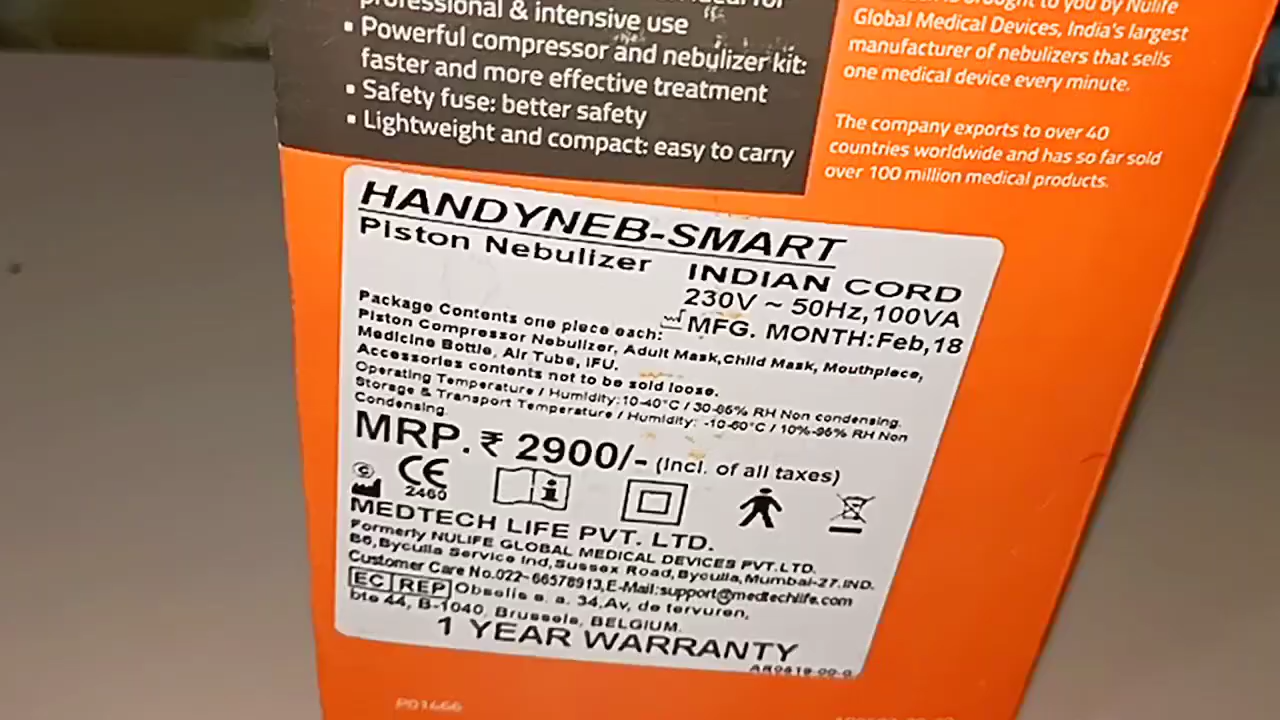 professional & intensive use
▪ Powerful compressor and nebulizer kit:
faster and more effective treatment
▪ Safety fuse: better safety
▪ Lightweight and compact: easy to carry
brought to you by Nulife
Global Medical Devices, India's largest
manufacturer of nebulizers that sells
one medical device every minute.
The company exports to over 40
countries worldwide and has so far sold
over 100 million medical products.
HANDYNEB-SMART
Piston Nebulizer
INDIAN CORD
230V ~ 50Hz,100VA
MFG. MONTH:Feb,18
Package Contents one piece each:
Piston Compressor Nebulizer, Adult Mask,Child Mask, Mouthpiece,
Medicine Bottle, Air Tube, IFU.
Accessories contents not to be sold loose.
Operating Temperature / Humidity:10-40°C / 30-85% RH Non condensing.
Storage & Transport Temperature / Humidity: -10-60°C / 10%-95% RH Non
Condensing.
MRP. ₹ 2900/- (Incl. of all taxes)
CE
2460
MEDTECH LIFE PVT. LTD.
Formerly NULIFE GLOBAL MEDICAL DEVICES PVT.LTD.
B6,Byculla Service Ind,Sussex Road,Byculla,Mumbai-27.IND.
Customer Care No.022-66578913,E-Mail:support@medtechlife.com
EC REP Obselis s. a. 34,Av, de tervuren,
bte 44, B-1040, Brussels, BELGIUM.
1 YEAR WARRANTY
P01666